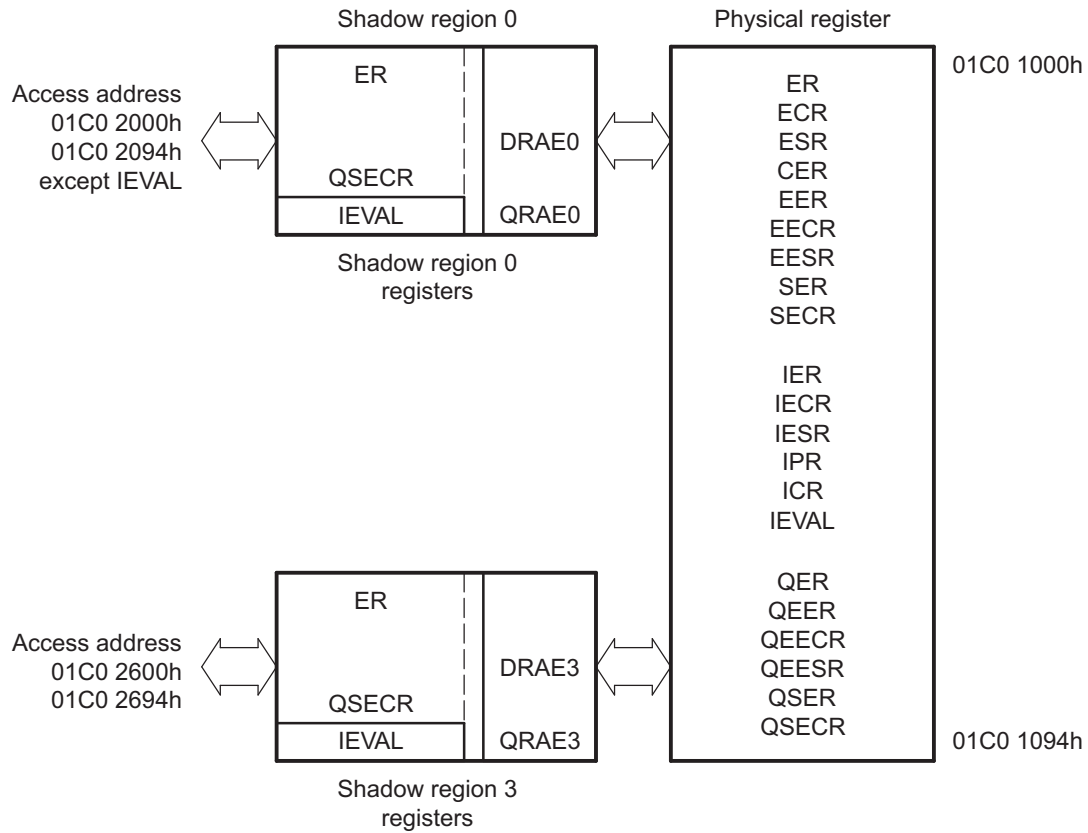 Shadow region 0
Physical register
Access address
01C0 2000h
01C0 2094h
except IEVAL
ER
QSECR
IEVAL
DRAE0
QRAE0
Shadow region 0
registers
01C0 1000h
ER
ECR
ESR
CER
EER
EECR
EESR
SER
SECR
IER
IECR
IESR
IPR
ICR
IEVAL
QER
QEER
QEECR
QEESR
QSER
QSECR
01C0 1094h
Access address
01C0 2600h
01C0 2694h
ER
QSECR
IEVAL
DRAE3
QRAE3
Shadow region 3
registers